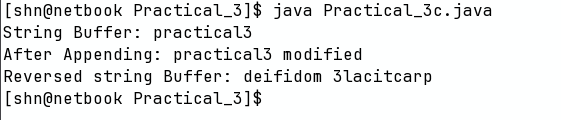 [shn@netbook Practical_3]$ java Practical_3c.java
String Buffer: practical3
After Appending: practical3 modified
Reversed string Buffer: deifidom 3lacitcarp
[shn@netbook Practical_3]$